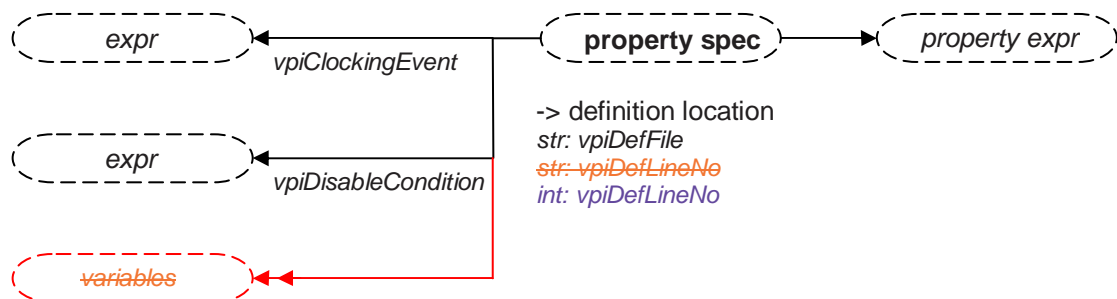 expr
property spec
property expr
vpiClockingEvent
-> definition location
str: vpiDefFile
expr
str: vpiDefLineNo
vpiDisableCondition
int: vpiDefLineNo
variables